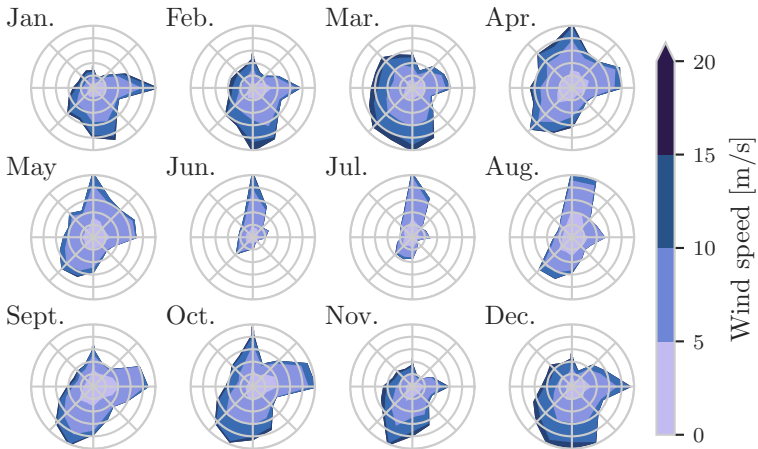 Jan.
Feb.
Mar.
Apr.
May
Jun.
Jul.
Aug.
Sept.
Oct.
Nov.
Dec.
20
15
10
5
0
Wind speed [m/s]